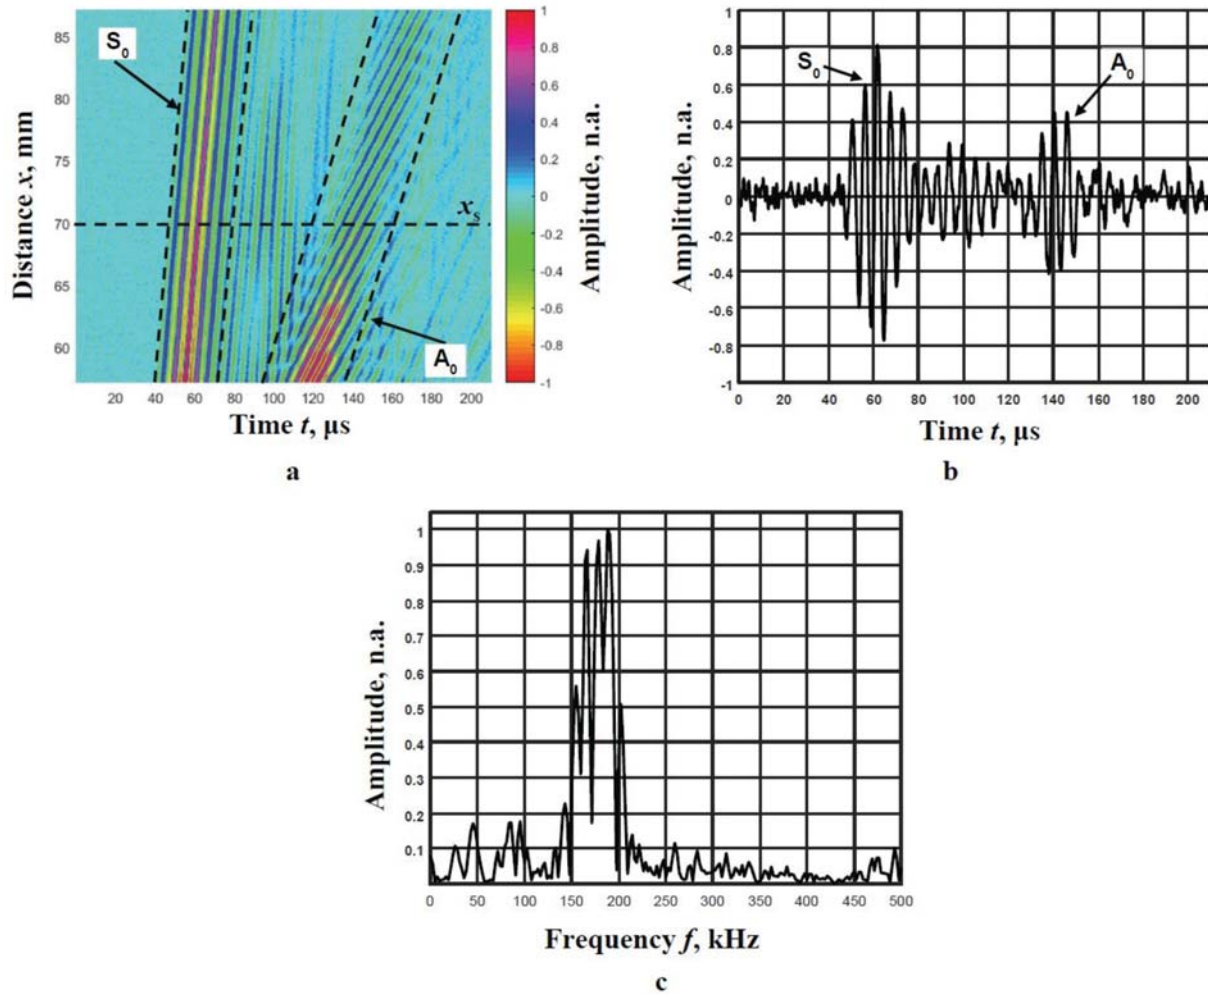 S₀
x_s
A₀
85
80
75
70
65
60
Distance x, mm
20 40 60 80 100 120 140 160 180 200
Time t, μs
1
0.8
0.6
0.4
0.2
0
-0.2
-0.4
-0.6
-0.8
-1
Amplitude, n.a.
a
S₀
A₀
1
0.8
0.6
0.4
0.2
0
-0.2
-0.4
-0.6
-0.8
-1
Amplitude, n.a.
0 20 40 60 80 100 120 140 160 180 200
Time t, μs
b
1
0.9
0.8
0.7
0.6
0.5
0.4
0.3
0.2
0.1
Amplitude, n.a.
0 50 100 150 200 250 300 350 400 450 500
Frequency f, kHz
c